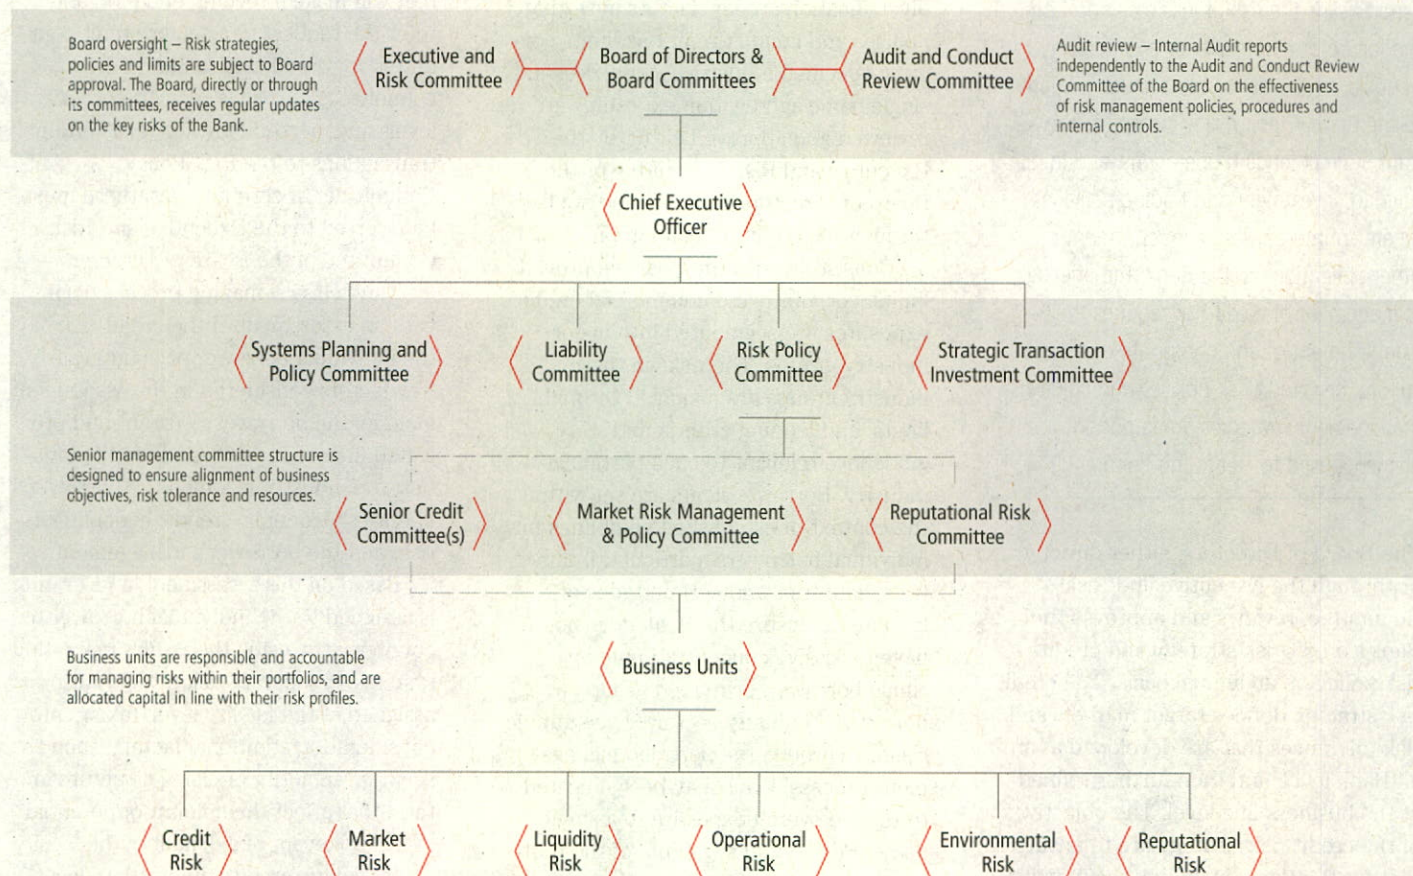 Board oversight – Risk strategies,
policies and limits are subject to Board
approval. The Board, directly or through
its committees, receives regular updates
on the key risks of the Bank.
Executive and
Risk Committee
Board of Directors &
Board Committees
Audit and Conduct
Review Committee
Audit review – Internal Audit reports
independently to the Audit and Conduct Review
Committee of the Board on the effectiveness
of risk management policies, procedures and
internal controls.
Chief Executive
Officer
Systems Planning and
Policy Committee
Liability
Committee
Risk Policy
Committee
Strategic Transaction
Investment Committee
Senior management committee structure is
designed to ensure alignment of business
objectives, risk tolerance and resources.
Senior Credit
Committee(s)
Market Risk Management
& Policy Committee
Reputational Risk
Committee
Business units are responsible and accountable
for managing risks within their portfolios, and are
allocated capital in line with their risk profiles.
Business Units
Credit
Risk
Market
Risk
Liquidity
Risk
Operational
Risk
Environmental
Risk
Reputational
Risk